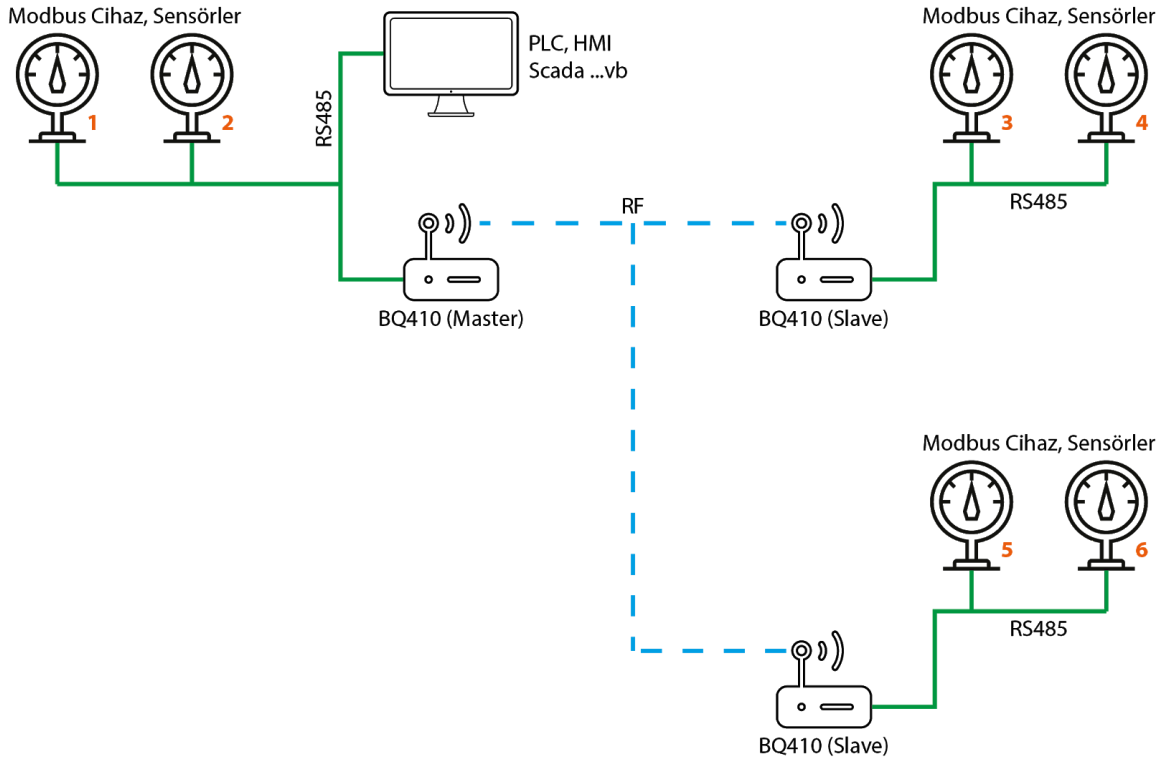 Modbus Cihaz, Sensörler
1
2
PLC, HMI
Scada ...vb
RS485
Modbus Cihaz, Sensörler
3
4
RS485
RF
BQ410 (Master)
BQ410 (Slave)
Modbus Cihaz, Sensörler
5
6
RS485
BQ410 (Slave)